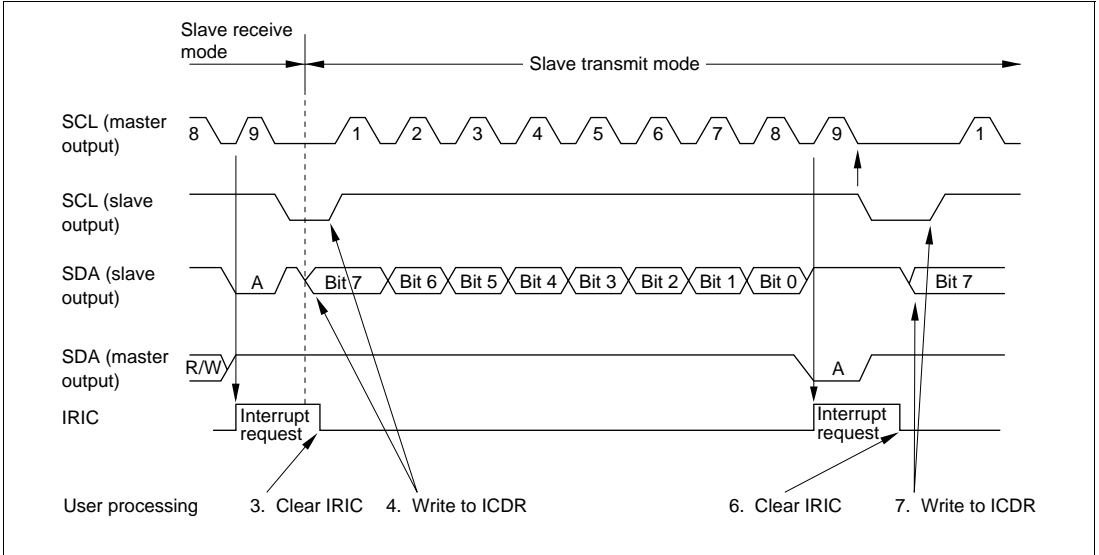 Slave receive
mode
Slave transmit mode
SCL (master
output)
8 9 1 2 3 4 5 6 7 8 9 1
SCL (slave
output)
SDA (slave
output)
A Bit 7 Bit 6 Bit 5 Bit 4 Bit 3 Bit 2 Bit 1 Bit 0 Bit 7
SDA (master
output)
R/W A
IRIC
Interrupt
request
Interrupt
request
User processing 3. Clear IRIC 4. Write to ICDR 6. Clear IRIC 7. Write to ICDR